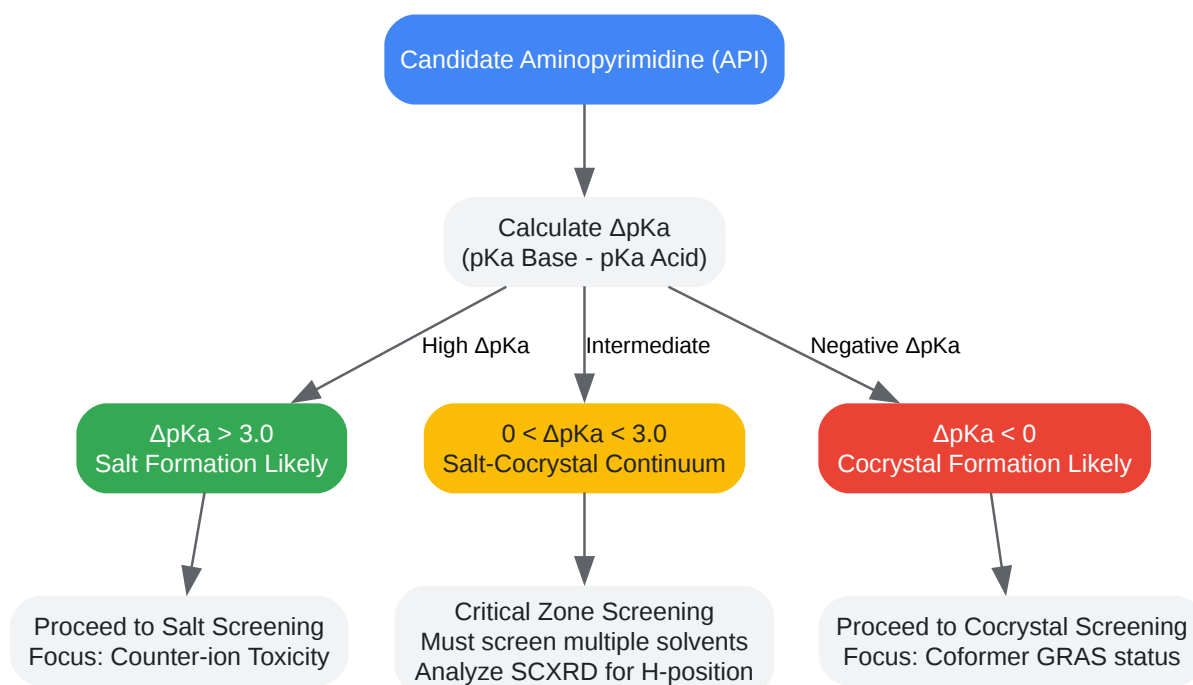 Candidate Aminopyrimidine (API)
Calculate ΔpKa
(pKa Base - pKa Acid)
High ΔpKa
Intermediate
Negative ΔpKa
ΔpKa > 3.0
Salt Formation Likely
0 < ΔpKa < 3.0
Salt-Cocrystal Continuum
ΔpKa < 0
Cocrystal Formation Likely
Proceed to Salt Screening
Focus: Counter-ion Toxicity
Critical Zone Screening
Must screen multiple solvents
Analyze SCXRD for H-position
Proceed to Cocrystal Screening
Focus: Coformer GRAS status